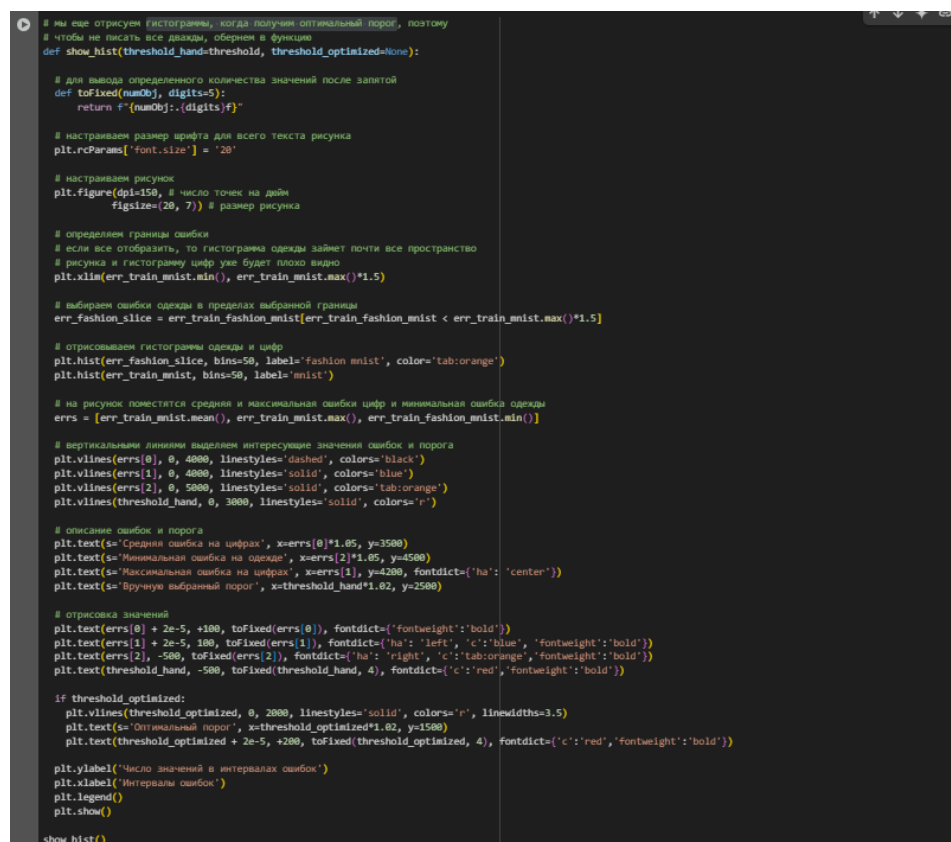 # мы еще отрисуем гистограммы, когда получим оптимальный порог, поэтому
# чтобы не писать все дважды, обернем в функцию
def show_hist(threshold_hand=threshold, threshold_optimized=None):
# для вывода определенного количества значений после запятой
def toFixed(numObj, digits=5):
return f"{numObj:.{digits}f}"
# настраиваем размер шрифта для всего текста рисунка
plt.rcParams['font.size'] = '20'
# настраиваем рисунок
plt.figure(dpi=150, # число точек на дюйм
figsize=(20, 7)) # размер рисунка
# определяем границы ошибки
# если все отобразить, то гистограмма одежды займет почти все пространство
# рисунка и гистограмму цифр уже будет плохо видно
plt.xlim(err_train_mnist.min(), err_train_mnist.max()*1.5)
# выбираем ошибки одежды в пределах выбранной границы
err_fashion_slice = err_train_fashion_mnist[err_train_fashion_mnist < err_train_mnist.max()*1.5]
# отрисовываем гистограммы одежды и цифр
plt.hist(err_fashion_slice, bins=50, label='fashion mnist', color='tab:orange')
plt.hist(err_train_mnist, bins=50, label='mnist')
# на рисунок поместятся средняя и максимальная ошибки цифр и минимальная ошибка одежды
errs = [err_train_mnist.mean(), err_train_mnist.max(), err_train_fashion_mnist.min()]
# вертикальными линиями выделяем интересующие значения ошибок и порога
plt.vlines(errs[0], 0, 4000, linestyles='dashed', colors='black')
plt.vlines(errs[1], 0, 4000, linestyles='solid', colors='blue')
plt.vlines(errs[2], 0, 5000, linestyles='solid', colors='tab:orange')
plt.vlines(threshold_hand, 0, 3000, linestyles='solid', colors='r')
# описание ошибок и порога
plt.text(s='Средняя ошибка на цифрах', x=errs[0]*1.05, y=3500)
plt.text(s='Минимальная ошибка на одежде', x=errs[2]*1.05, y=4500)
plt.text(s='Максимальная ошибка на цифрах', x=errs[1], y=4200, fontdict={'ha': 'center'})
plt.text(s='Вручную выбранный порог', x=threshold_hand*1.02, y=2500)
# отрисовка значений
plt.text(errs[0] + 2e-5, +100, toFixed(errs[0]), fontdict={'fontweight':'bold'})
plt.text(errs[1] + 2e-5, 100, toFixed(errs[1]), fontdict={'ha': 'left', 'c':'blue', 'fontweight':'bold'})
plt.text(errs[2], -500, toFixed(errs[2]), fontdict={'ha': 'right', 'c':'tab:orange','fontweight':'bold'})
plt.text(threshold_hand, -500, toFixed(threshold_hand, 4), fontdict={'c':'red','fontweight':'bold'})
if threshold_optimized:
plt.vlines(threshold_optimized, 0, 2000, linestyles='solid', colors='r', linewidths=3.5)
plt.text(s='Оптимальный порог', x=threshold_optimized*1.02, y=1500)
plt.text(threshold_optimized + 2e-5, +200, toFixed(threshold_optimized, 4), fontdict={'c':'red','fontweight':'bold'})
plt.ylabel('Число значений в интервалах ошибок')
plt.xlabel('Интервалы ошибок')
plt.legend()
plt.show()
show_hist()